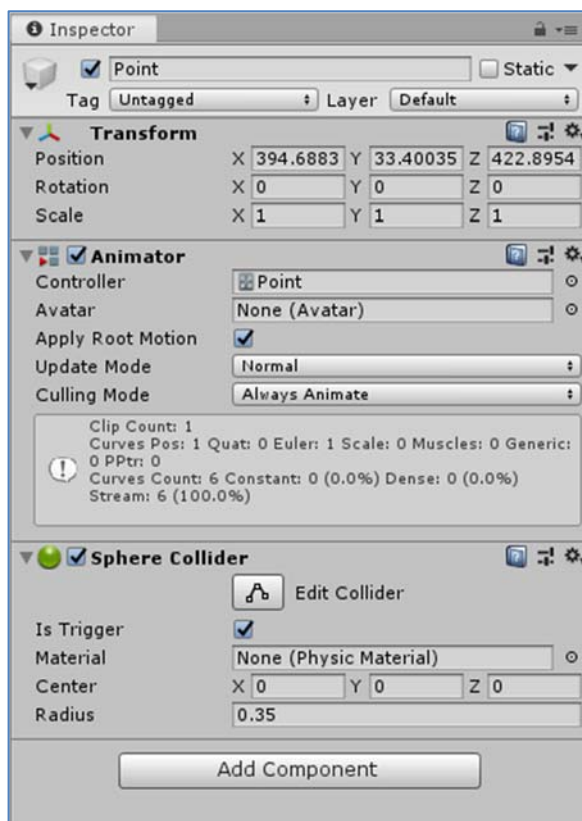 Inspector
Point Static
Tag Untagged Layer Default
Transform
Position X 394.6883 Y 33.40035 Z 422.8954
Rotation X 0 Y 0 Z 0
Scale X 1 Y 1 Z 1
Animator
Controller Point
Avatar None (Avatar)
Apply Root Motion
Update Mode Normal
Culling Mode Always Animate
Clip Count: 1
Curves Pos: 1 Quat: 0 Euler: 1 Scale: 0 Muscles: 0 Generic:
0 PPtr: 0
Curves Count: 6 Constant: 0 (0.0%) Dense: 0 (0.0%)
Stream: 6 (100.0%)
Sphere Collider
Edit Collider
Is Trigger
Material None (Physic Material)
Center X 0 Y 0 Z 0
Radius 0.35
Add Component